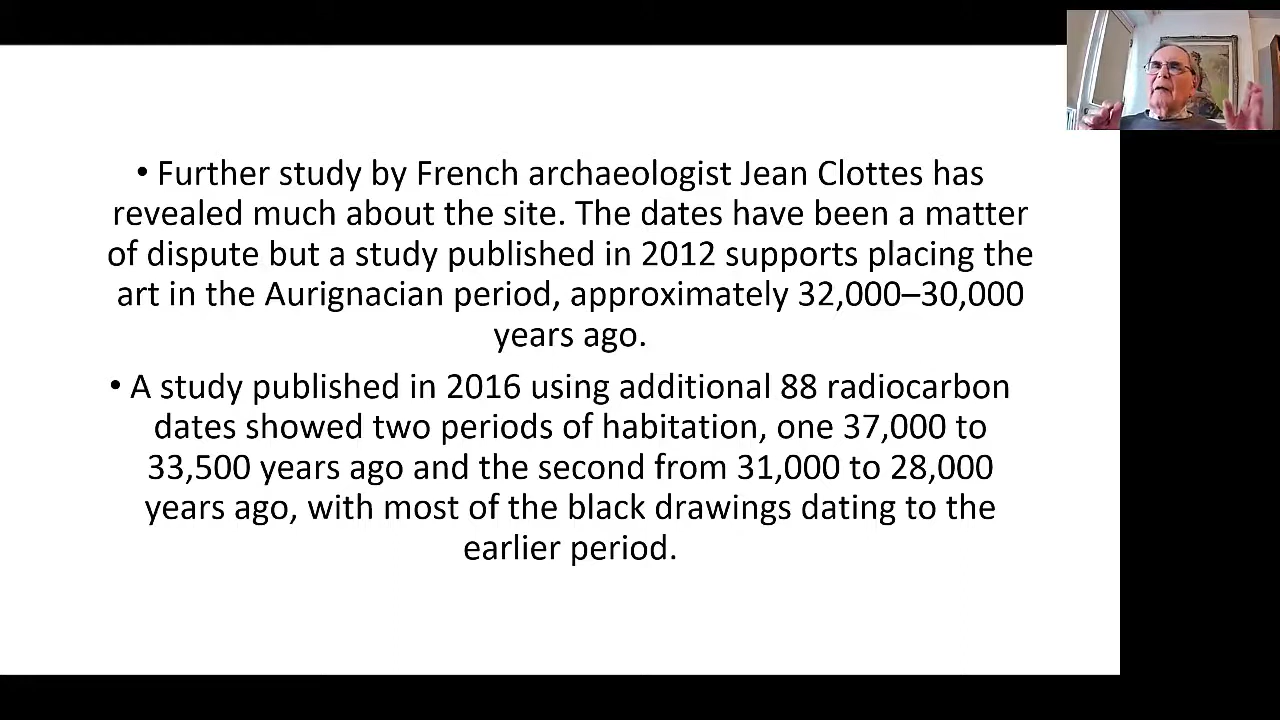 • Further study by French archaeologist Jean Clottes has
revealed much about the site. The dates have been a matter
of dispute but a study published in 2012 supports placing the
art in the Aurignacian period, approximately 32,000–30,000
years ago.
• A study published in 2016 using additional 88 radiocarbon
dates showed two periods of habitation, one 37,000 to
33,500 years ago and the second from 31,000 to 28,000
years ago, with most of the black drawings dating to the
earlier period.